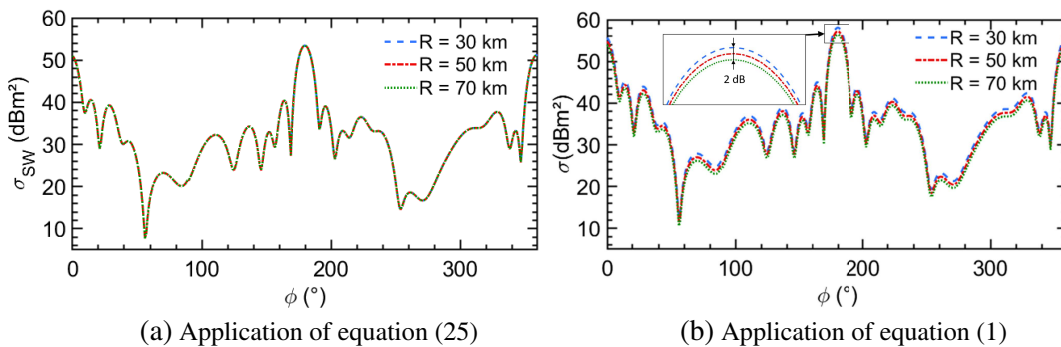 60
50
40
30
20
10
σSW (dBm²)
0
100
200
300
ϕ (°)
R = 30 km
R = 50 km
R = 70 km
(a) Application of equation (25)
60
50
40
30
20
10
σ(dBm²)
0
100
200
300
ϕ (°)
2 dB
R = 30 km
R = 50 km
R = 70 km
(b) Application of equation (1)